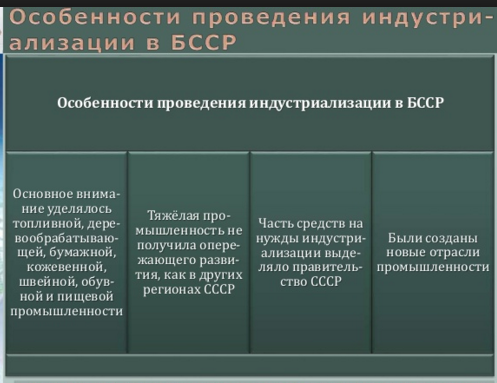 Особенности проведения индустри-
ализации в БССР
Особенности проведения индустриализации в БССР
Основное внима-
ние уделялось
топливной, дере-
вообрабатываю-
щей, бумажной,
кожевенной,
швейной, обув-
ной и пищевой
промышленности
Тяжёлая про-
мышленность не
получила опере-
жающего разви-
тия, как в других
регионах СССР
Часть средств на
нужды индустри-
ализации выде-
ляло правитель-
ство СССР
Были созданы
новые отрасли
промышленности